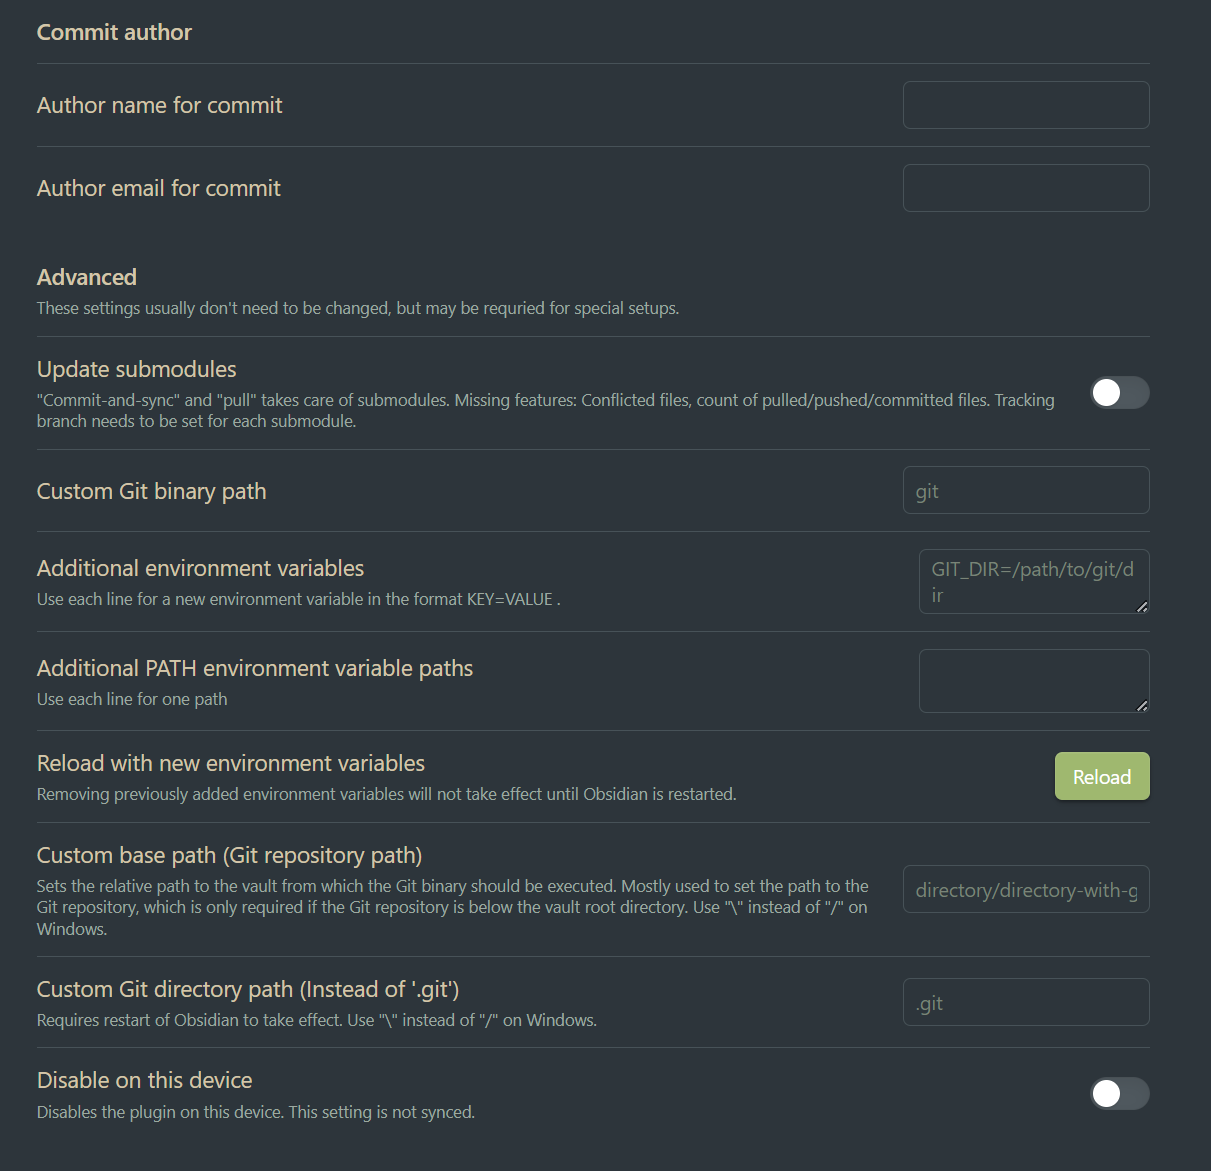 Commit author
Author name for commit
Author email for commit
Advanced
These settings usually don't need to be changed, but may be requried for special setups.
Update submodules
"Commit-and-sync" and "pull" takes care of submodules. Missing features: Conflicted files, count of pulled/pushed/committed files. Tracking
branch needs to be set for each submodule.
Custom Git binary path
git
Additional environment variables
Use each line for a new environment variable in the format KEY=VALUE .
GIT_DIR=/path/to/git/d
ir
Additional PATH environment variable paths
Use each line for one path
Reload with new environment variables
Removing previously added environment variables will not take effect until Obsidian is restarted.
Reload
Custom base path (Git repository path)
Sets the relative path to the vault from which the Git binary should be executed. Mostly used to set the path to the
Git repository, which is only required if the Git repository is below the vault root directory. Use "\" instead of "/" on
Windows.
directory/directory-with-g
Custom Git directory path (Instead of '.git')
Requires restart of Obsidian to take effect. Use "\" instead of "/" on Windows.
.git
Disable on this device
Disables the plugin on this device. This setting is not synced.